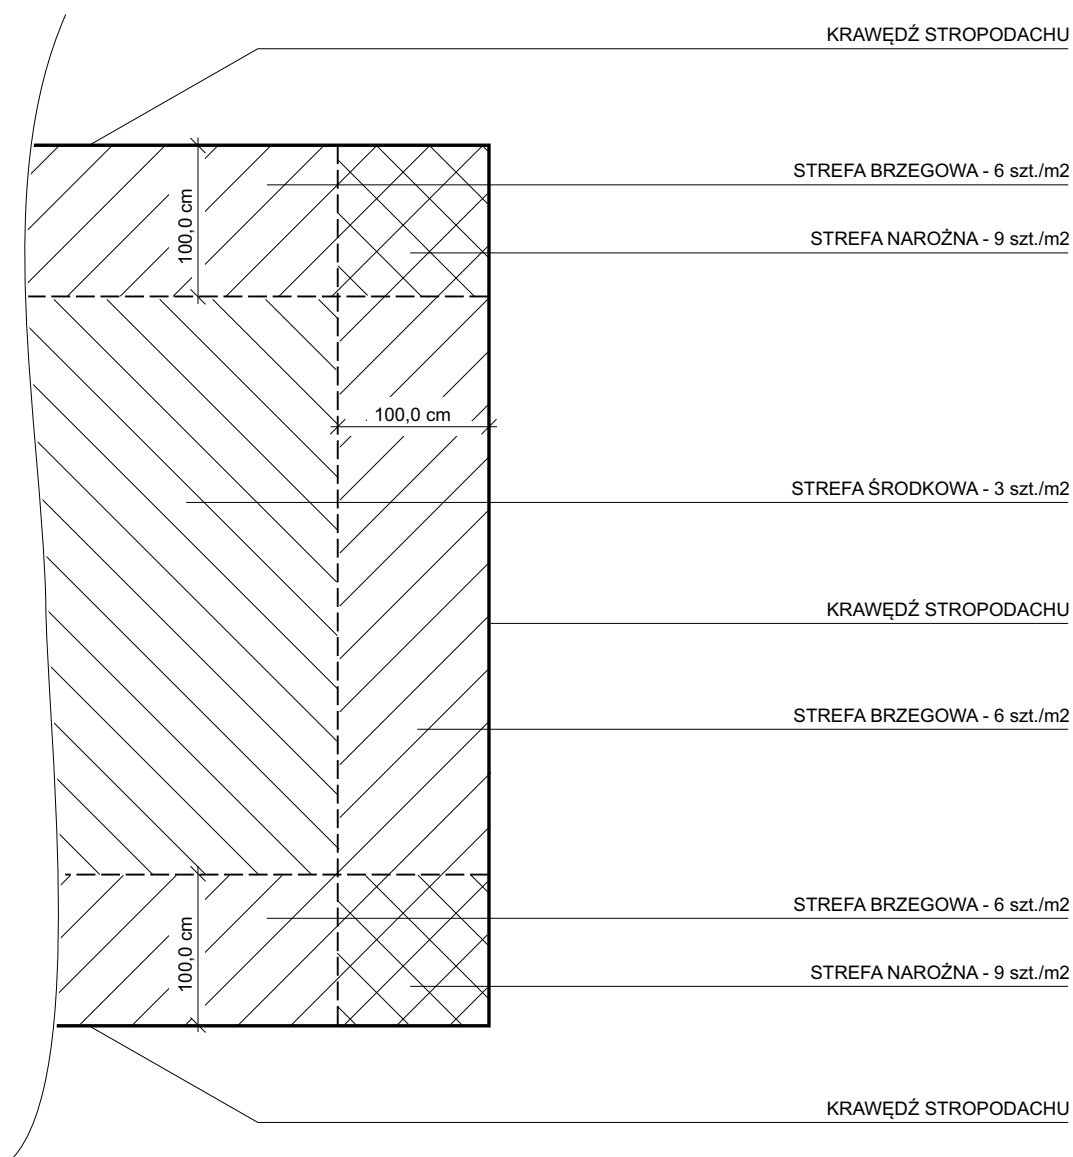 KRAWĘDŹ STROPODACHU
STREFA BRZEGOWA - 6 szt./m2
100,0 cm
STREFA NAROŻNA - 9 szt./m2
100,0 cm
STREFA ŚRODKOWA - 3 szt./m2
KRAWĘDŹ STROPODACHU
STREFA BRZEGOWA - 6 szt./m2
STREFA BRZEGOWA - 6 szt./m2
100,0 cm
STREFA NAROŻNA - 9 szt./m2
KRAWĘDŹ STROPODACHU